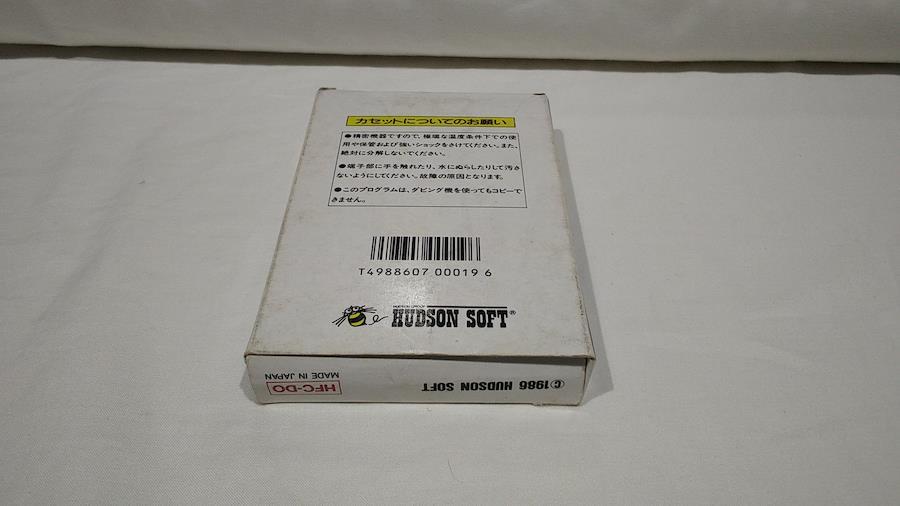 カセットについてのお願い
●精密機器ですので、極端な温度条件下での使
用や保管および強いショックをさけてください。また、
絶対に分解しないでください。
●端子部に手を触れたり、水にぬらしたりして汚さ
ないようにしてください。故障の原因となります。
●このプログラムは、ダビング機を使ってもコピーで
きません。
T4988607 00019 6
HUDSON GROUP
HUDSON SOFT®
©1986 HUDSON SOFT
HFC-DO
MADE IN JAPAN